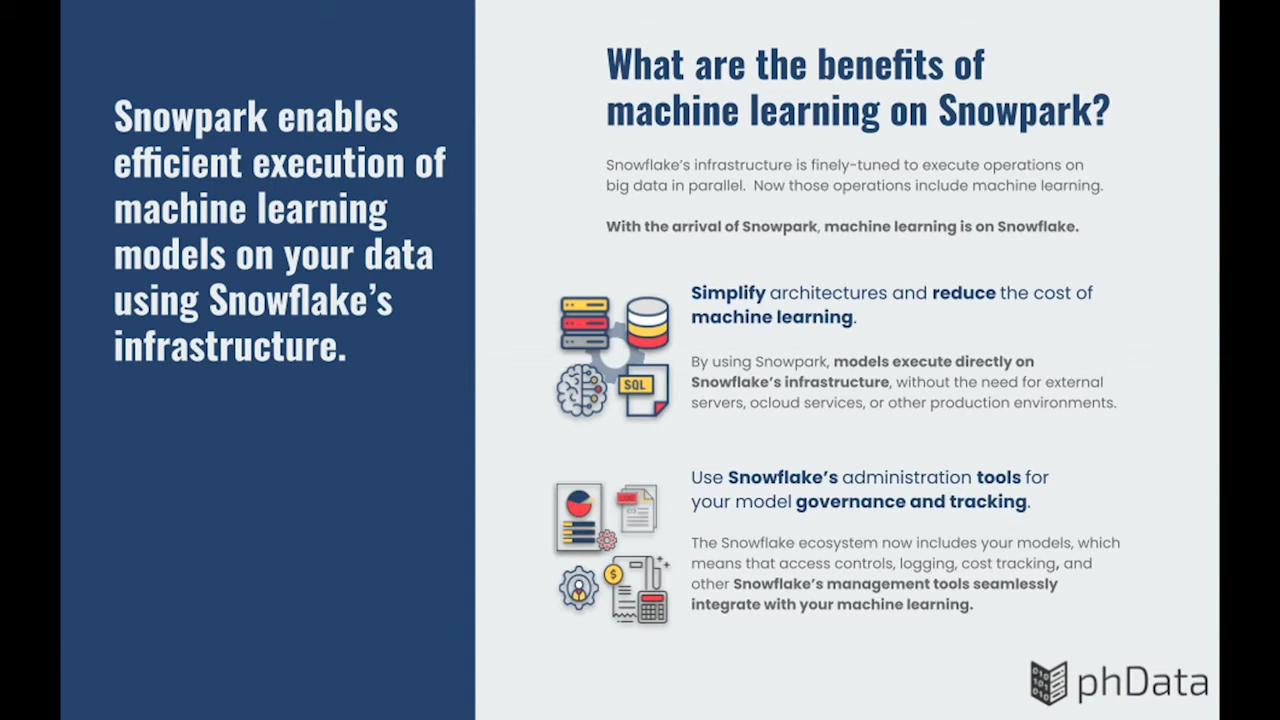 Snowpark enables
efficient execution of
machine learning
models on your data
using Snowflake's
infrastructure.
What are the benefits of
machine learning on Snowpark?
Snowflake's infrastructure is finely-tuned to execute operations on
big data in parallel. Now those operations include machine learning.
With the arrival of Snowpark, machine learning is on Snowflake.
Simplify architectures and reduce the cost of
machine learning.
SQL
By using Snowpark, models execute directly on
Snowflake's infrastructure, without the need for external
servers, ocloud services, or other production environments.
Use Snowflake's administration tools for
your model governance and tracking.
The Snowflake ecosystem now includes your models, which
means that access controls, logging, cost tracking, and
other Snowflake's management tools seamlessly
integrate with your machine learning.
$
010
101
010
phData